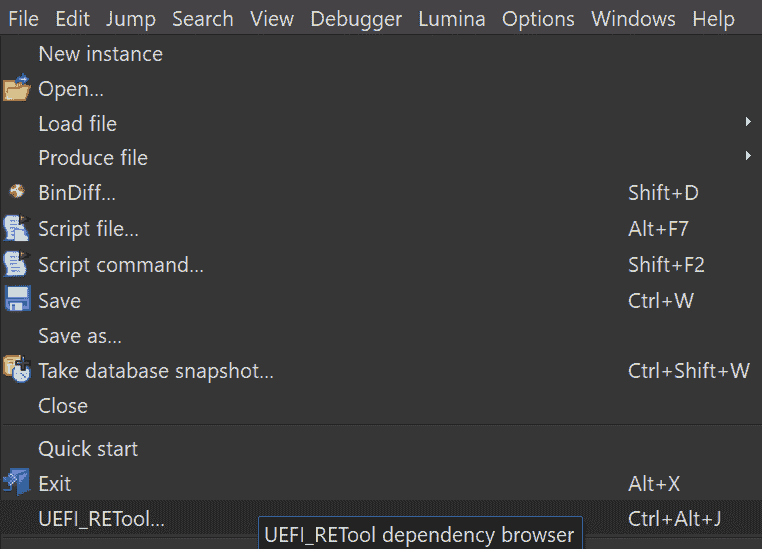 File Edit Jump Search View Debugger Lumina Options Windows Help
New instance
Open...
Load file
Produce file
BinDiff... Shift+D
Script file... Alt+F7
Script command... Shift+F2
Save Ctrl+W
Save as...
Take database snapshot... Ctrl+Shift+W
Close
Quick start
Exit Alt+X
UEFI_RETool... Ctrl+Alt+J
UEFI_RETool dependency browser